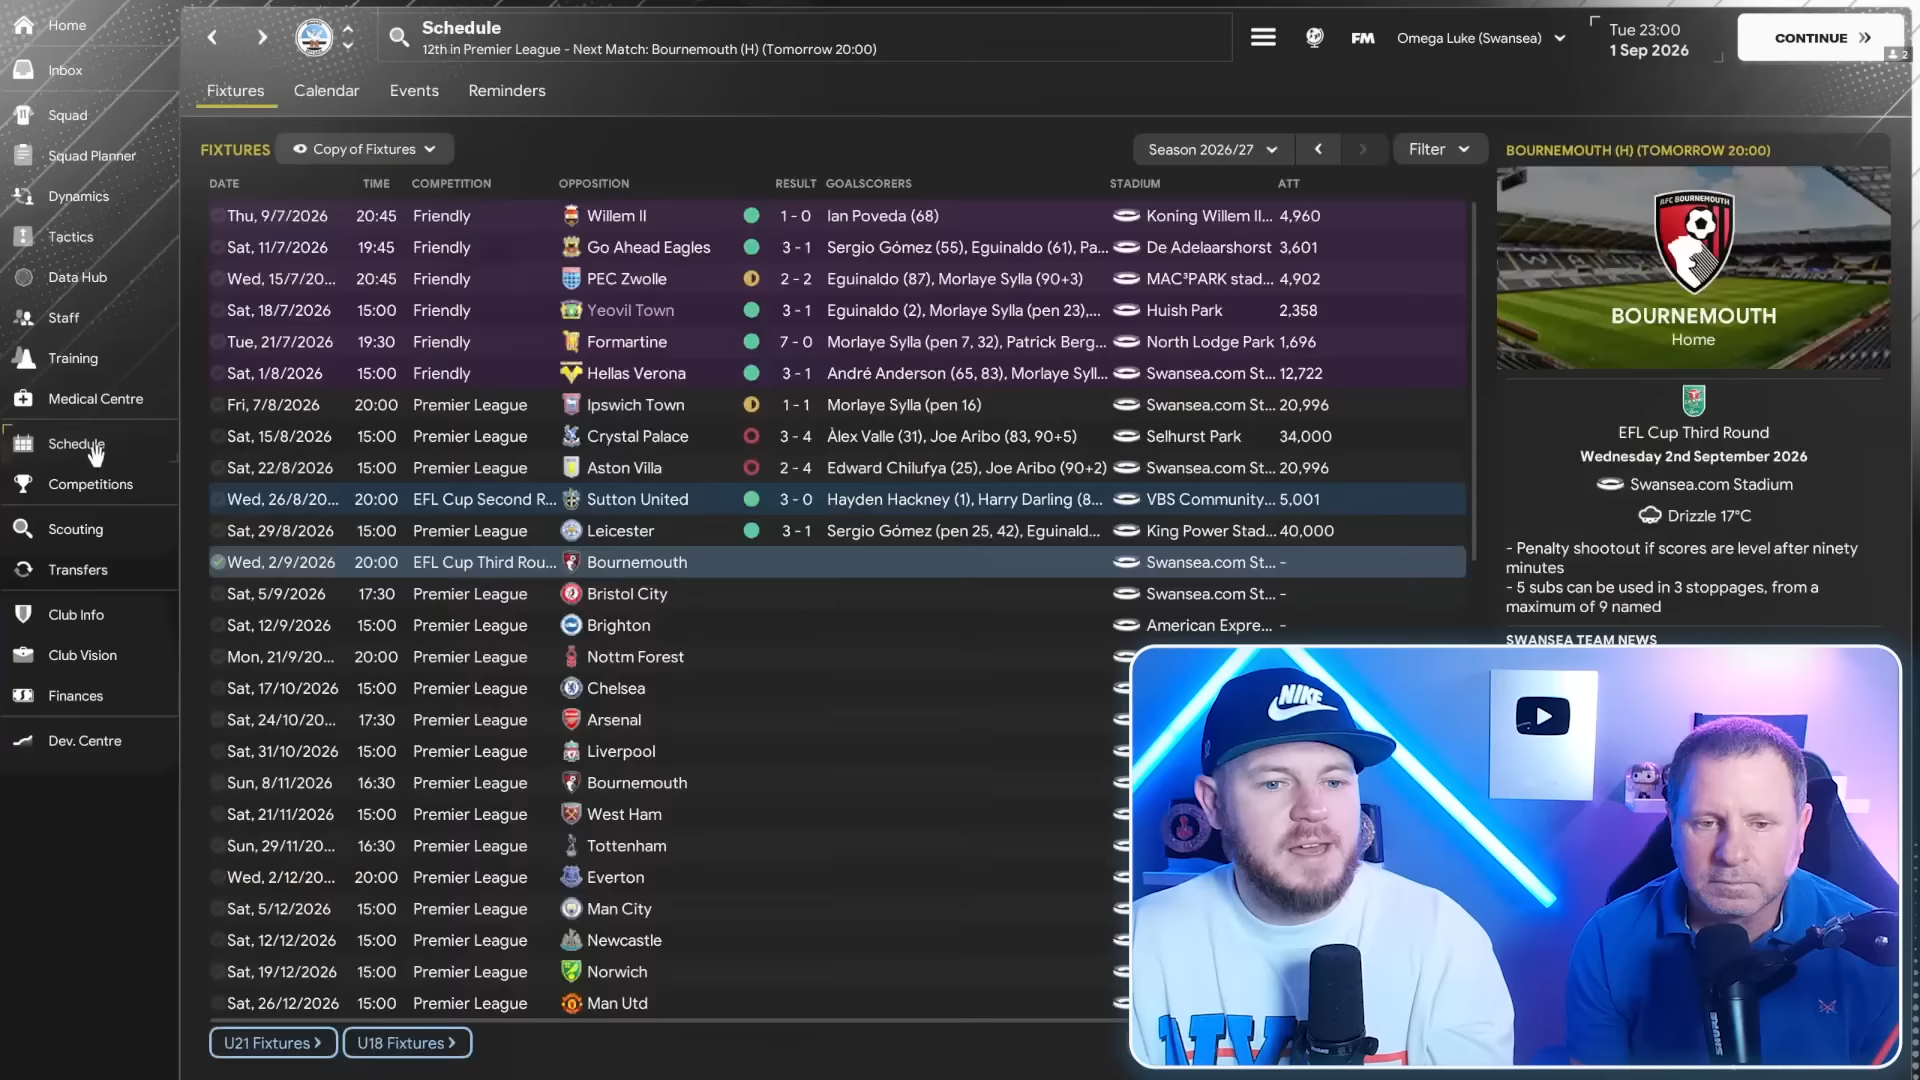 Home
Inbox
Squad
Squad Planner
Dynamics
Tactics
Data Hub
Staff
Training
Medical Centre
Schedule
Competitions
Scouting
Transfers
Club Info
Club Vision
Finances
Dev. Centre
Schedule
12th in Premier League - Next Match: Bournemouth (H) (Tomorrow 20:00)
FM
Omega Luke (Swansea)
Tue 23:00
1 Sep 2026
CONTINUE
2
Fixtures Calendar Events Reminders
FIXTURES Copy of Fixtures Season 2026/27 Filter
DATE TIME COMPETITION OPPOSITION RESULT GOALSCORERS STADIUM ATT
Thu, 9/7/2026 20:45 Friendly Willem II 1 - 0 Ian Poveda (68) Koning Willem II... 4,960
Sat, 11/7/2026 19:45 Friendly Go Ahead Eagles 3 - 1 Sergio Gómez (55), Eguinaldo (61), Pa... De Adelaarshorst 3,601
Wed, 15/7/20... 20:45 Friendly PEC Zwolle 2 - 2 Eguinaldo (87), Morlaye Sylla (90+3) MAC³PARK stad... 4,902
Sat, 18/7/2026 15:00 Friendly Yeovil Town 3 - 1 Eguinaldo (2), Morlaye Sylla (pen 23),... Huish Park 2,358
Tue, 21/7/2026 19:30 Friendly Formartine 7 - 0 Morlaye Sylla (pen 7, 32), Patrick Berg... North Lodge Park 1,696
Sat, 1/8/2026 15:00 Friendly Hellas Verona 3 - 1 André Anderson (65, 83), Morlaye Syll... Swansea.com St... 12,722
Fri, 7/8/2026 20:00 Premier League Ipswich Town 1 - 1 Morlaye Sylla (pen 16) Swansea.com St... 20,996
Sat, 15/8/2026 15:00 Premier League Crystal Palace 3 - 4 Àlex Valle (31), Joe Aribo (83, 90+5) Selhurst Park 34,000
Sat, 22/8/2026 15:00 Premier League Aston Villa 2 - 4 Edward Chilufya (25), Joe Aribo (90+2) Swansea.com St... 20,996
Wed, 26/8/20... 20:00 EFL Cup Second R... Sutton United 3 - 0 Hayden Hackney (1), Harry Darling (8... VBS Community... 5,001
Sat, 29/8/2026 15:00 Premier League Leicester 3 - 1 Sergio Gómez (pen 25, 42), Eguinald... King Power Stad... 40,000
Wed, 2/9/2026 20:00 EFL Cup Third Rou... Bournemouth Swansea.com St... -
Sat, 5/9/2026 17:30 Premier League Bristol City Swansea.com St... -
Sat, 12/9/2026 15:00 Premier League Brighton American Expre... -
Mon, 21/9/20... 20:00 Premier League Nottm Forest
Sat, 17/10/2026 15:00 Premier League Chelsea
Sat, 24/10/20... 17:30 Premier League Arsenal
Sat, 31/10/2026 15:00 Premier League Liverpool
Sun, 8/11/2026 16:30 Premier League Bournemouth
Sat, 21/11/2026 15:00 Premier League West Ham
Sun, 29/11/20... 16:30 Premier League Tottenham
Wed, 2/12/20... 20:00 Premier League Everton
Sat, 5/12/2026 15:00 Premier League Man City
Sat, 12/12/2026 15:00 Premier League Newcastle
Sat, 19/12/2026 15:00 Premier League Norwich
Sat, 26/12/2026 15:00 Premier League Man Utd
U21 Fixtures U18 Fixtures
BOURNEMOUTH (H) (TOMORROW 20:00)
AFC BOURNEMOUTH
BOURNEMOUTH
Home
EFL Cup Third Round
Wednesday 2nd September 2026
Swansea.com Stadium
Drizzle 17°C
- Penalty shootout if scores are level after ninety
minutes
- 5 subs can be used in 3 stoppages, from a
maximum of 9 named
SWANSEA TEAM NEWS
NIKE
NY
SHURE